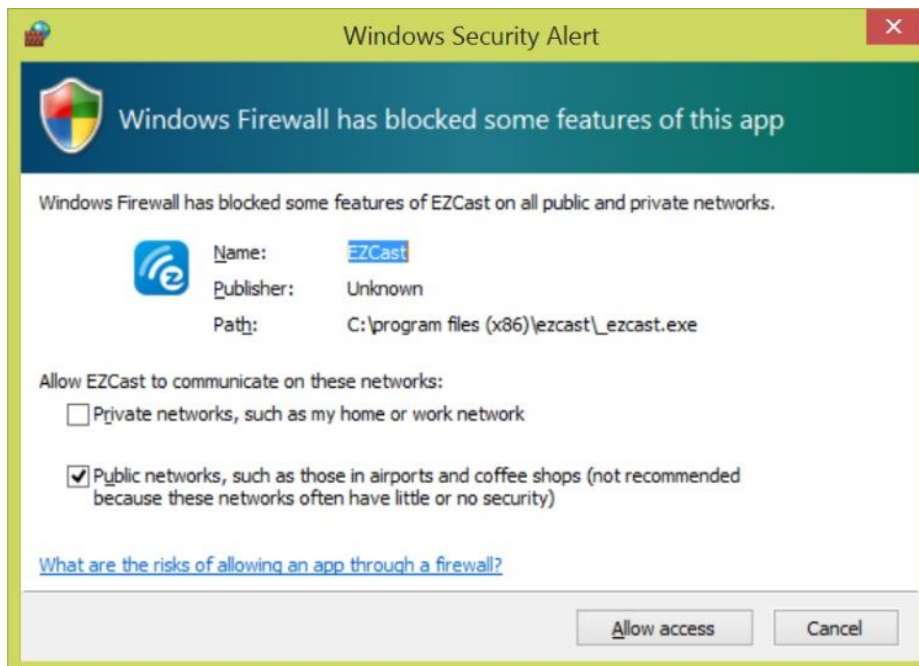 Windows Security Alert
Windows Firewall has blocked some features of this app
Windows Firewall has blocked some features of EZCast on all public and private networks.
Name: EZCast
Publisher: Unknown
Path: C:\program files (x86)\ezcast\_ezcast.exe
Allow EZCast to communicate on these networks:
Private networks, such as my home or work network
Public networks, such as those in airports and coffee shops (not recommended
because these networks often have little or no security)
What are the risks of allowing an app through a firewall?
Allow access Cancel